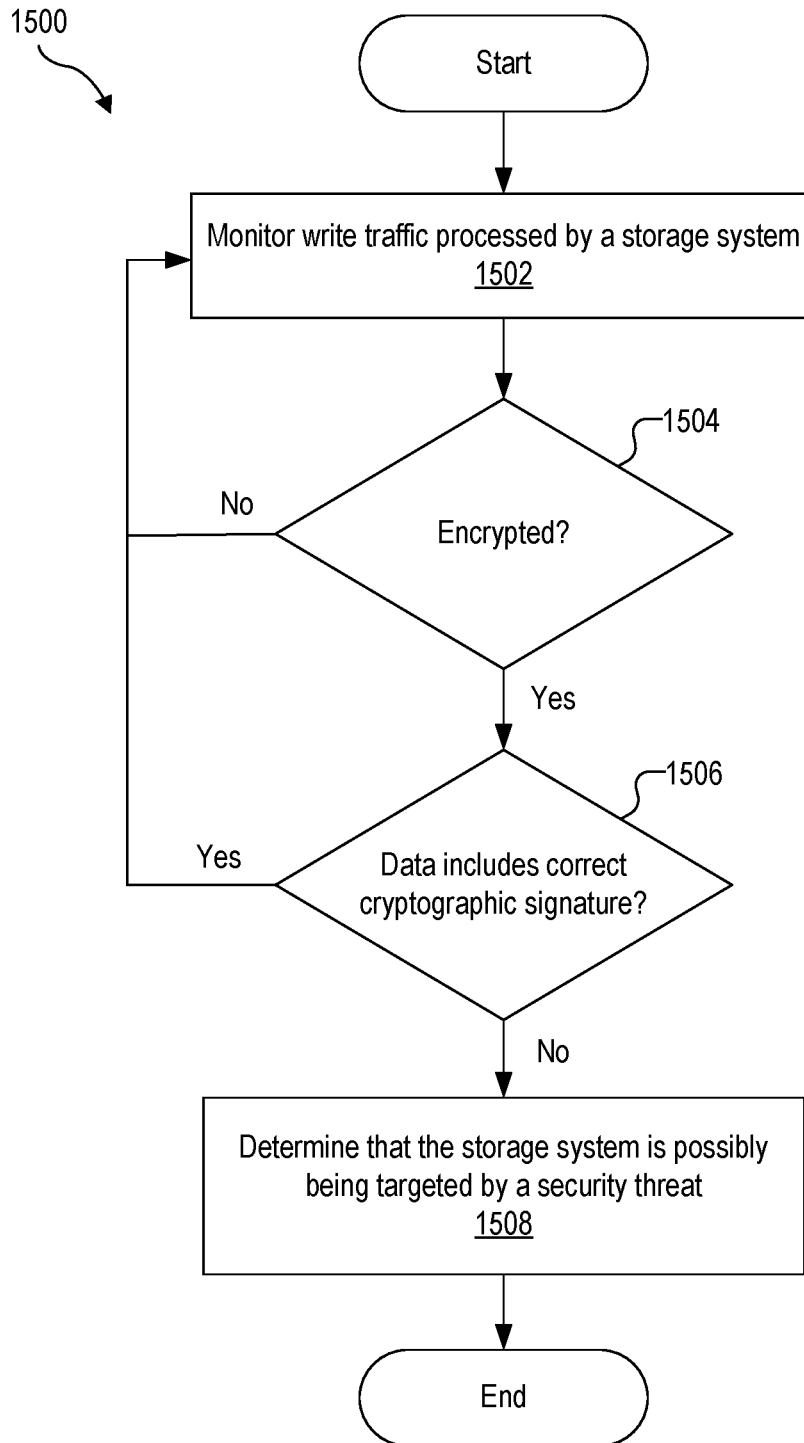 1500
Start
Monitor write traffic processed by a storage system
1502
1504
No
Encrypted?
Yes
1506
Yes
Data includes correct
cryptographic signature?
No
Determine that the storage system is possibly
being targeted by a security threat
1508
End